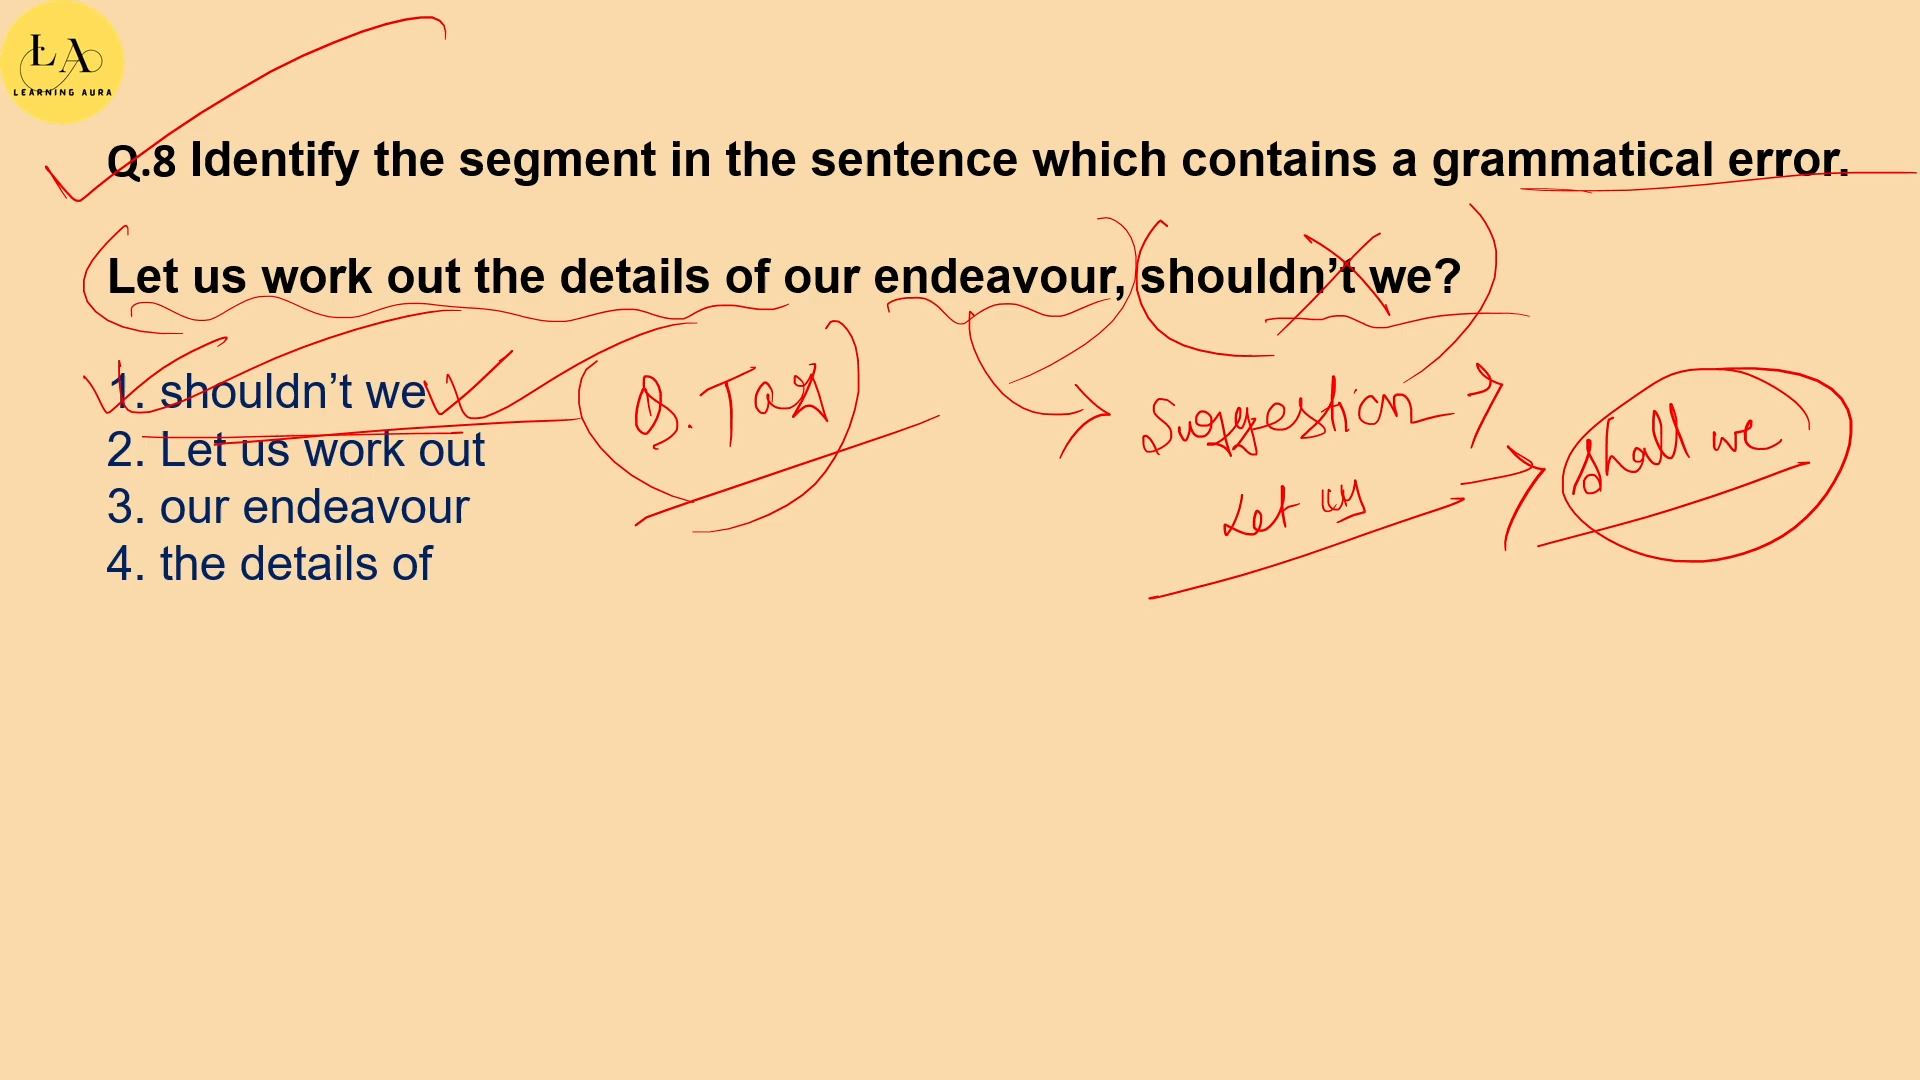 LA
LEARNING AURA
Q.8 Identify the segment in the sentence which contains a grammatical error.
Let us work out the details of our endeavour, shouldn’t we?
1. shouldn’t we
2. Let us work out
3. our endeavour
4. the details of
Q. Tag
Suggestion
Let us
shall we